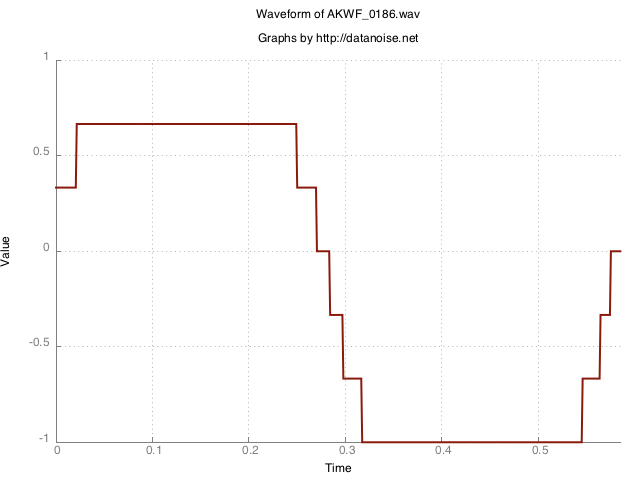 Waveform of AKWF_0186.wav
Graphs by http://datanoise.net
1
0.5
0
-0.5
-1
Value
0 0.1 0.2 0.3 0.4 0.5
Time